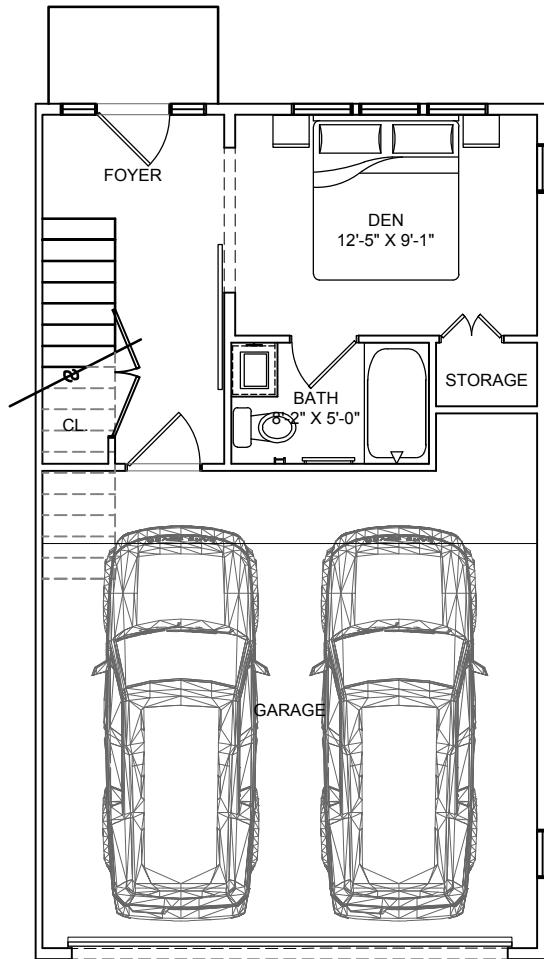 FOYER
DEN
12'-5" X 9'-1"
STORAGE
BATH
8'-2" X 5'-0"
CL.
GARAGE